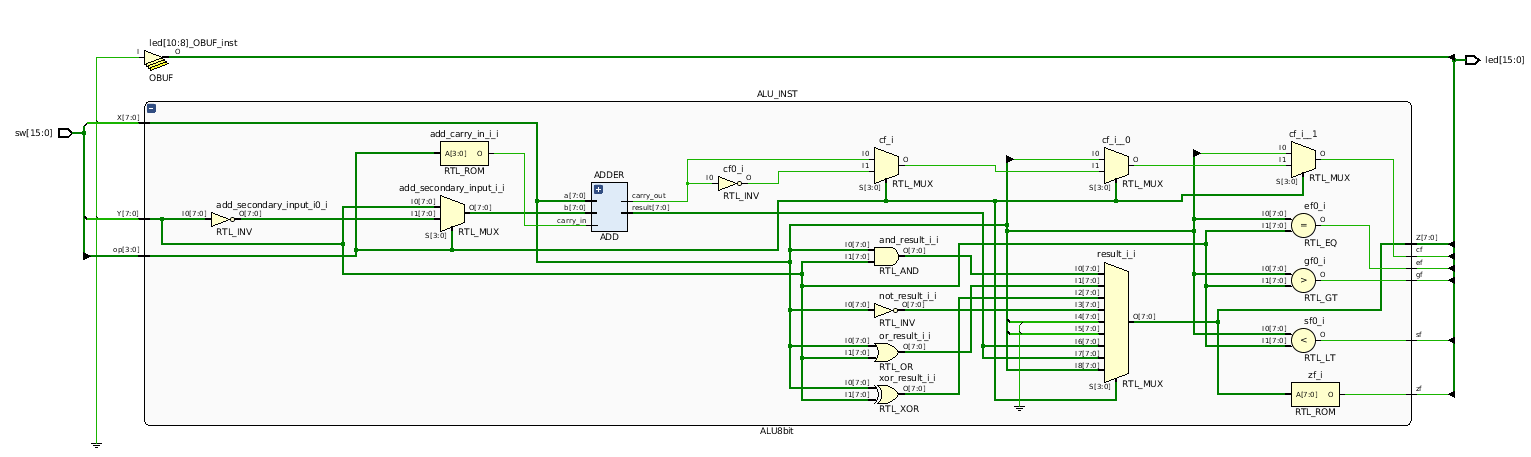 led[10:8]_OBUF_inst
I
O
OBUF
led[15:0]
ALU_INST
sw[15:0]
X[7:0]
add_carry_in_i_i
A[3:0] O
RTL_ROM
cf_i
I0
I1
O
S[3:0]
RTL_MUX
cf_i__0
I0
I1
O
S[3:0]
RTL_MUX
cf_i__1
I0
I1
O
S[3:0]
RTL_MUX
cf0_i
I0 O
RTL_INV
ADDER
a[7:0]
b[7:0]
carry_in
carry_out
result[7:0]
ADD
add_secondary_input_i_i
I0[7:0]
I1[7:0]
O[7:0]
S[3:0]
RTL_MUX
Y[7:0]
add_secondary_input_i0_i
I0[7:0] O[7:0]
RTL_INV
op[3:0]
and_result_i_i
I0[7:0]
I1[7:0]
O[7:0]
RTL_AND
not_result_i_i
I0[7:0] O[7:0]
RTL_INV
or_result_i_i
I0[7:0]
I1[7:0]
O[7:0]
RTL_OR
xor_result_i_i
I0[7:0]
I1[7:0]
O[7:0]
RTL_XOR
result_i_i
I0[7:0]
I1[7:0]
I2[7:0]
I3[7:0]
I4[7:0]
I5[7:0]
I6[7:0]
I7[7:0]
I8[7:0]
O[7:0]
S[3:0]
RTL_MUX
ef0_i
I0[7:0]
I1[7:0]
=
O
RTL_EQ
gf0_i
I0[7:0]
I1[7:0]
>
O
RTL_GT
sf0_i
I0[7:0]
I1[7:0]
<
O
RTL_LT
zf_i
A[7:0] O
RTL_ROM
Z[7:0]
cf
ef
gf
sf
zf
ALU8bit